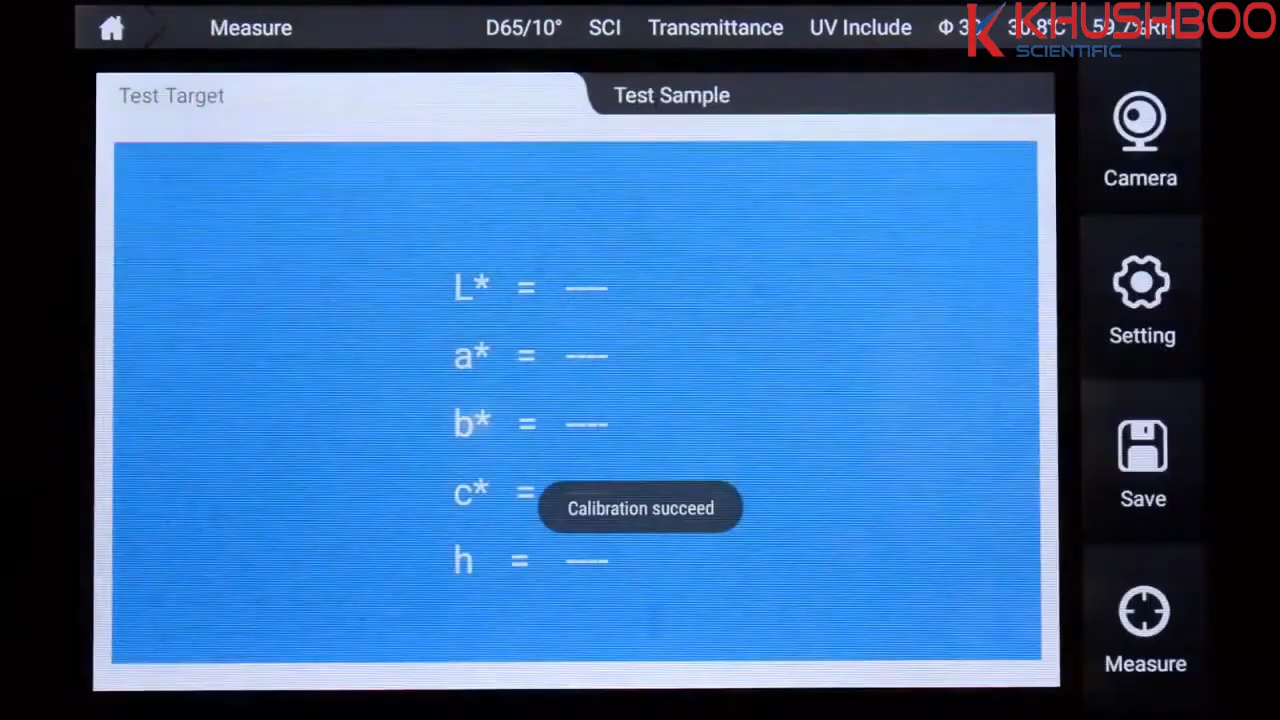 Measure D65/10° SCI Transmittance UV Include
KHUSHBOO
SCIENTIFIC
Test Target
Test Sample
L* = ----
a* = ----
b* = ----
c* =
h = ----
Calibration succeed
Camera
Setting
Save
Measure